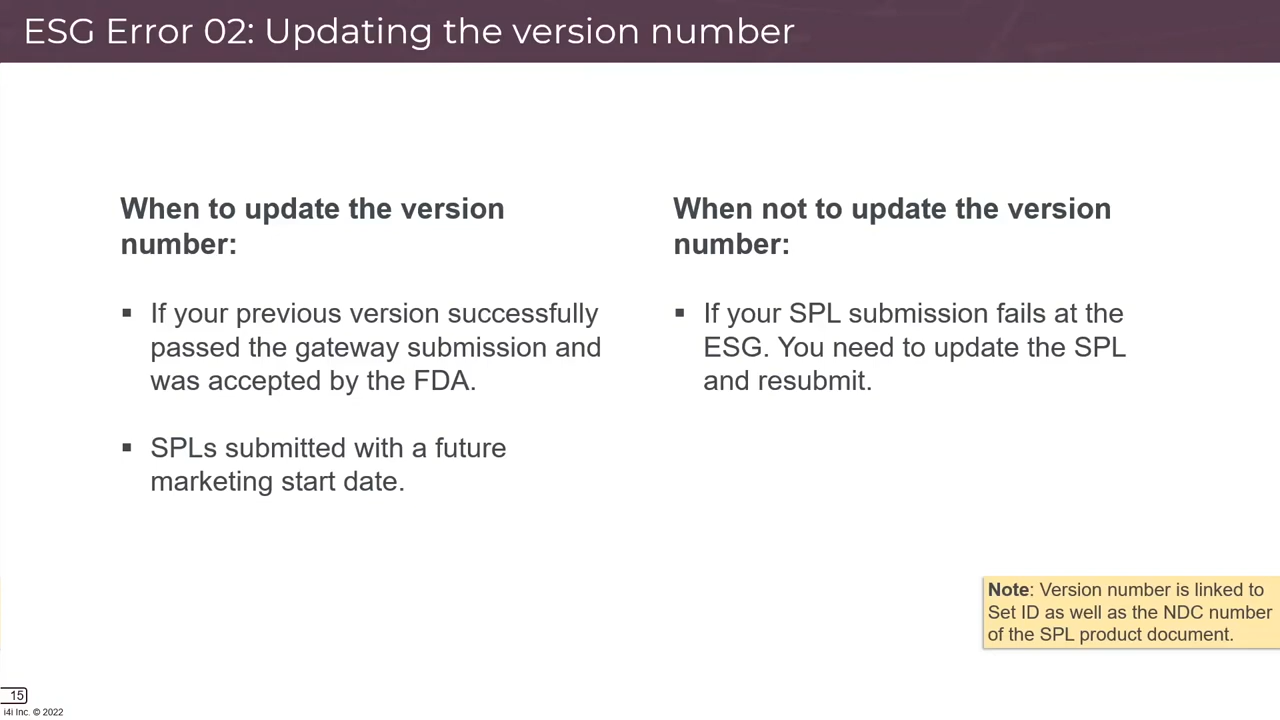 ESG Error 02: Updating the version number
When to update the version
number:
▪ If your previous version successfully
passed the gateway submission and
was accepted by the FDA.
▪ SPLs submitted with a future
marketing start date.
When not to update the version
number:
▪ If your SPL submission fails at the
ESG. You need to update the SPL
and resubmit.
Note: Version number is linked to
Set ID as well as the NDC number
of the SPL product document.
15
i4i Inc. © 2022